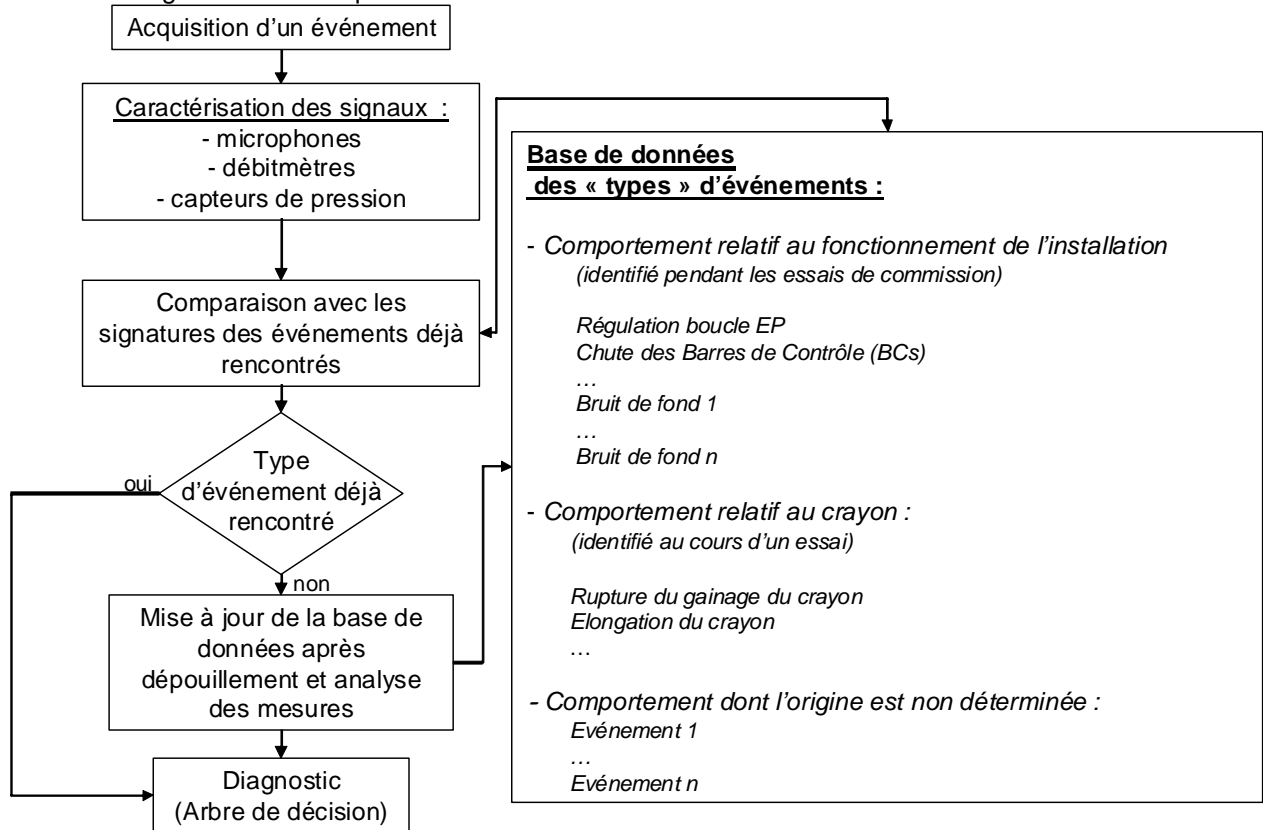 Acquisition d’un événement
Caractérisation des signaux :
- microphones
- débitmètres
- capteurs de pression
Comparaison avec les
signatures des événements déjà
rencontrés
Type
d’événement déjà
rencontré
oui
non
Mise à jour de la base de
données après
dépouillement et analyse
des mesures
Diagnostic
(Arbre de décision)
Base de données
des « types » d’événements :
- Comportement relatif au fonctionnement de l’installation
(identifié pendant les essais de commission)
Régulation boucle EP
Chute des Barres de Contrôle (BCs)
…
Bruit de fond 1
…
Bruit de fond n
- Comportement relatif au crayon :
(identifié au cours d’un essai)
Rupture du gainage du crayon
Elongation du crayon
…
- Comportement dont l’origine est non déterminée :
Evénement 1
…
Evénement n